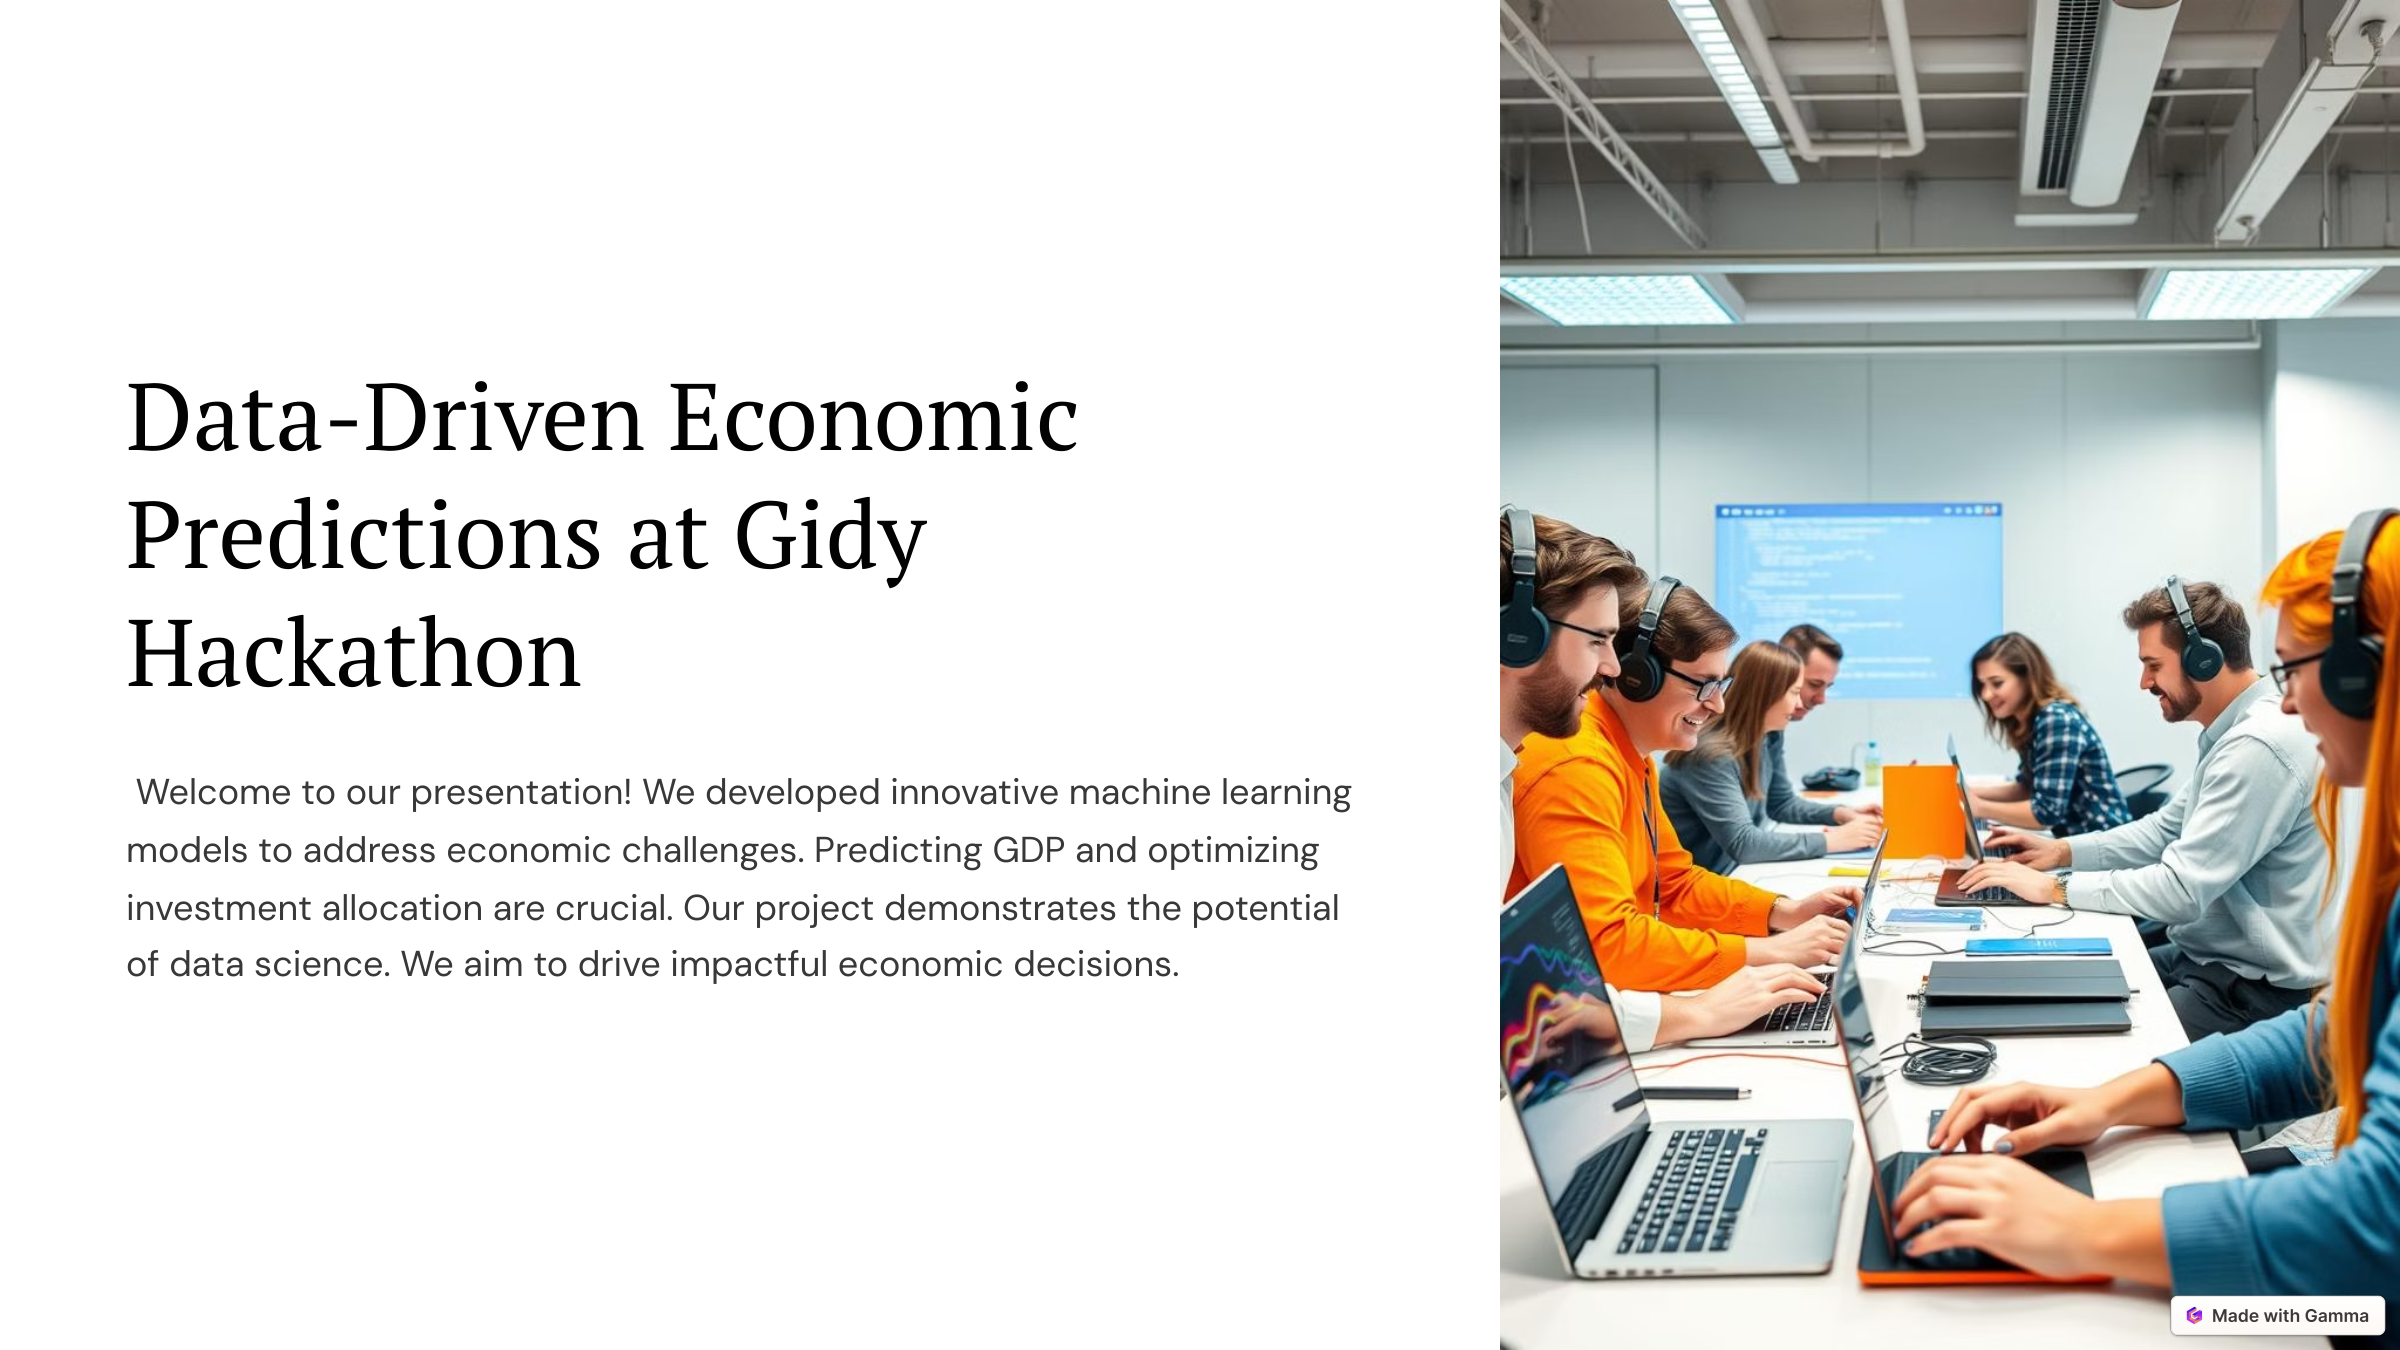 Data-Driven Economic
Predictions at Gidy
Hackathon
Welcome to our presentation! We developed innovative machine learning
models to address economic challenges. Predicting GDP and optimizing
investment allocation are crucial. Our project demonstrates the potential
of data science. We aim to drive impactful economic decisions.
Made with Gamma